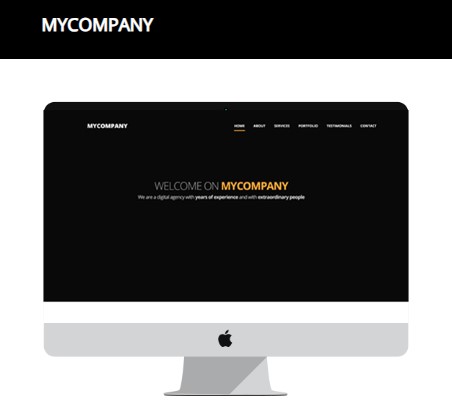 MYCOMPANY
MYCOMPANY HOME ABOUT SERVICES PORTFOLIO TESTIMONIALS CONTACT
WELCOME ON MYCOMPANY
We are a digital agency with years of experience and with extraordinary people